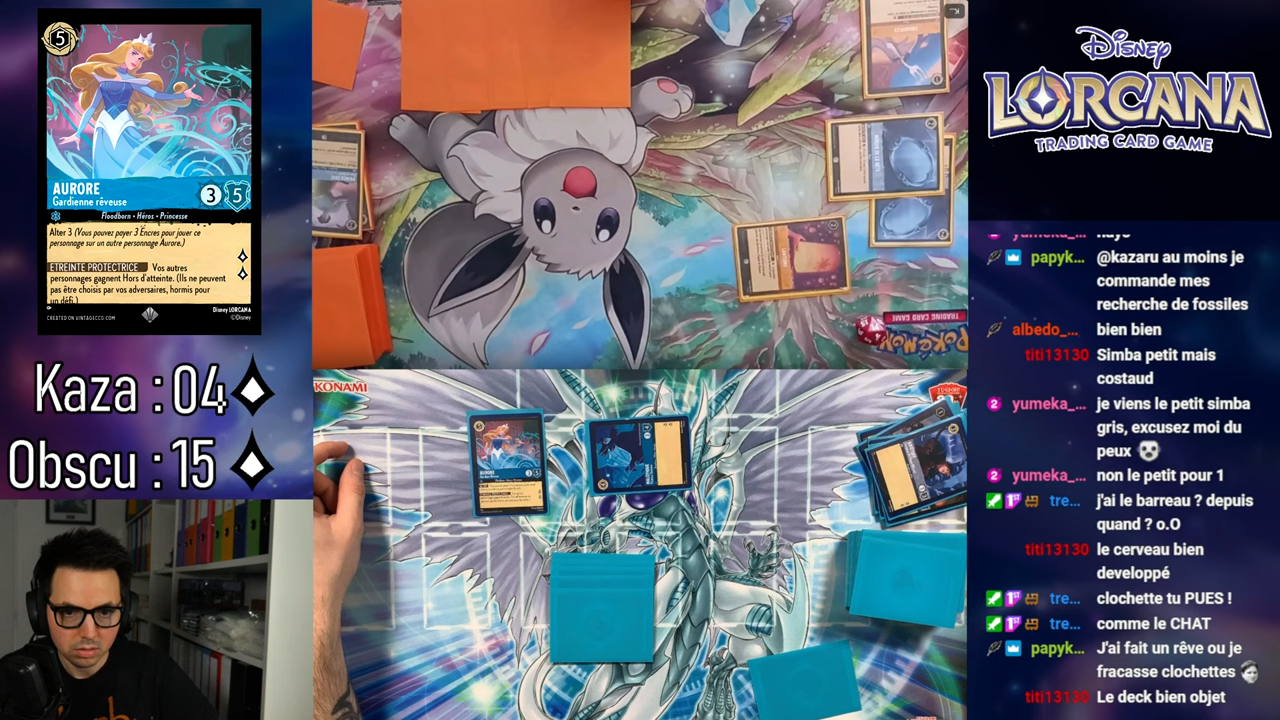 5
AURORE
Gardienne rêveuse
3
5
Floodborn • Héros • Princesse
Alter 3 (Vous pouvez payer 3 Encres pour jouer ce
personnage sur un autre personnage Aurore.)
ETREINTE PROTECTRICE Vos autres
personnages gagnent Hors d'atteinte. (Ils ne peuvent
pas être choisis par vos adversaires, hormis pour
un défi.)
Disney LORCANA
CREATED ON VINTAGECCG.COM
©Disney
Kaza : 04
Obscu : 15
TRADING CARD GAME
POKÉMON
KONAMI
AURORE
Disney
LORCANA
TRADING CARD GAME
papyk... @kazaru au moins je
commande mes
recherche de fossiles
albedo_... bien bien
titi13130 Simba petit mais
costaud
2 yumeka_... je viens le petit simba
gris, excusez moi du
peux
2 yumeka_... non le petit pour 1
1ST tre... j'ai le barreau ? depuis
quand ? o.O
titi13130 le cerveau bien
developpé
1ST tre... clochette tu PUES !
1ST tre... comme le CHAT
papyk... J'ai fait un rêve ou je
fracasse clochettes
titi13130 Le deck bien objet